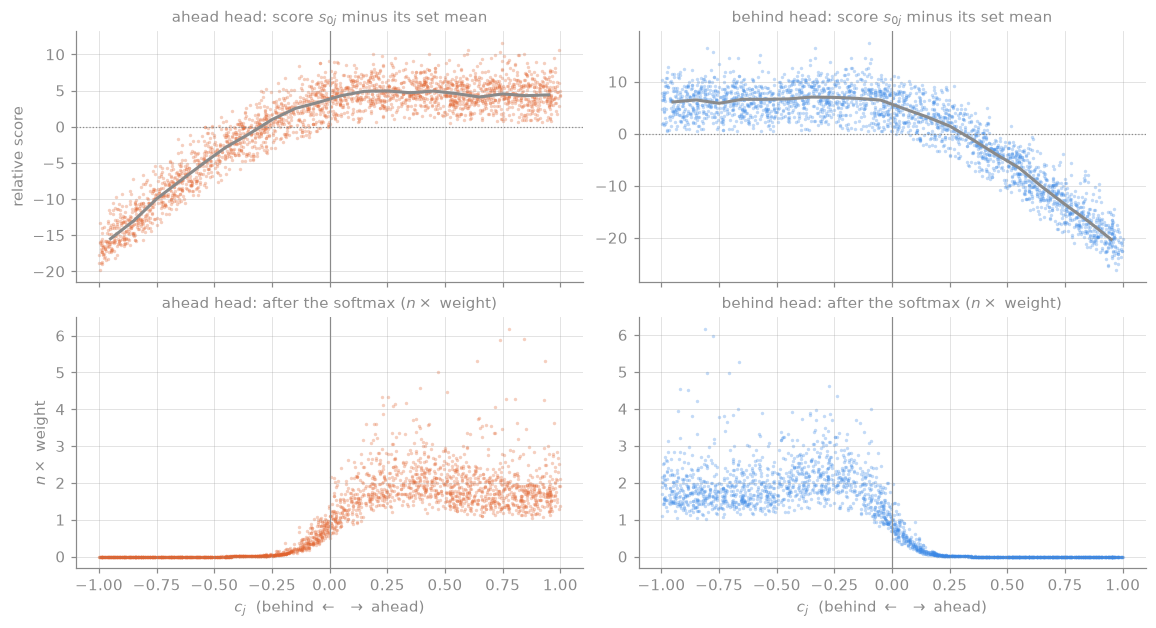 ahead head: score s₀ⱼ minus its set mean
behind head: score s₀ⱼ minus its set mean
relative score
10
5
0
−5
−10
−15
−20
10
0
−10
−20
ahead head: after the softmax (n × weight)
behind head: after the softmax (n × weight)
n × weight
6
5
4
3
2
1
0
6
5
4
3
2
1
0
−1.00 −0.75 −0.50 −0.25 0.00 0.25 0.50 0.75 1.00
−1.00 −0.75 −0.50 −0.25 0.00 0.25 0.50 0.75 1.00
cⱼ (behind ← → ahead)
cⱼ (behind ← → ahead)